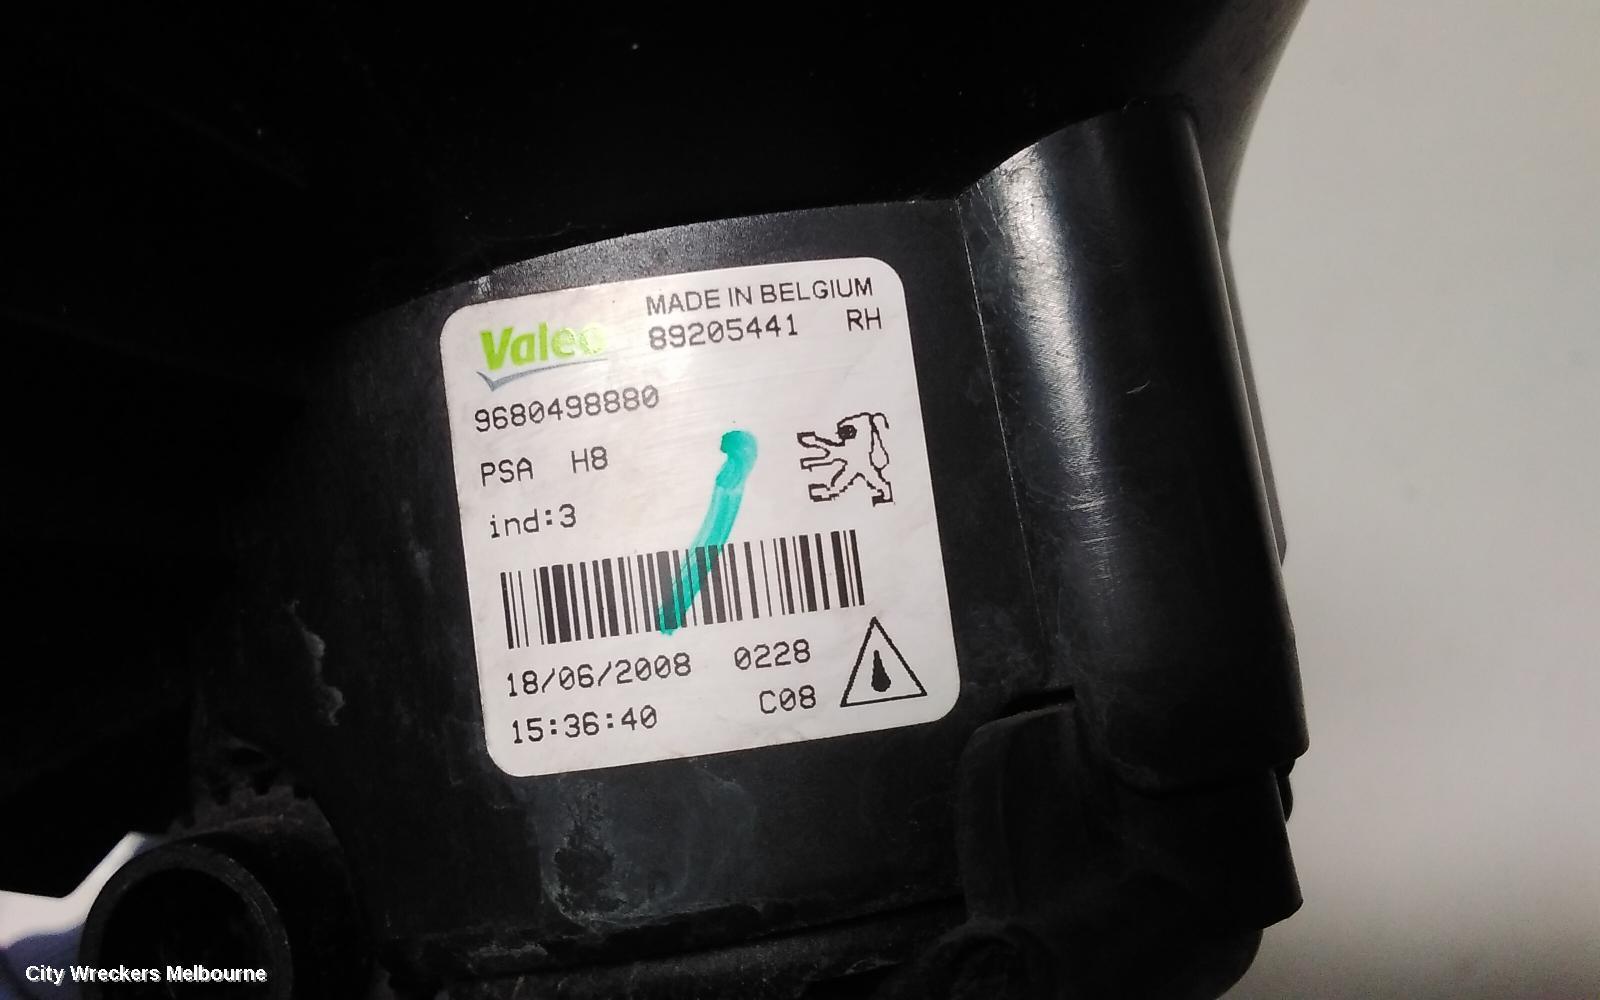 MADE IN BELGIUM
Valeo 89205441 RH
9680498880
PSA H8
ind:3
18/06/2008 0228
15:36:40 C08
City Wreckers Melbourne